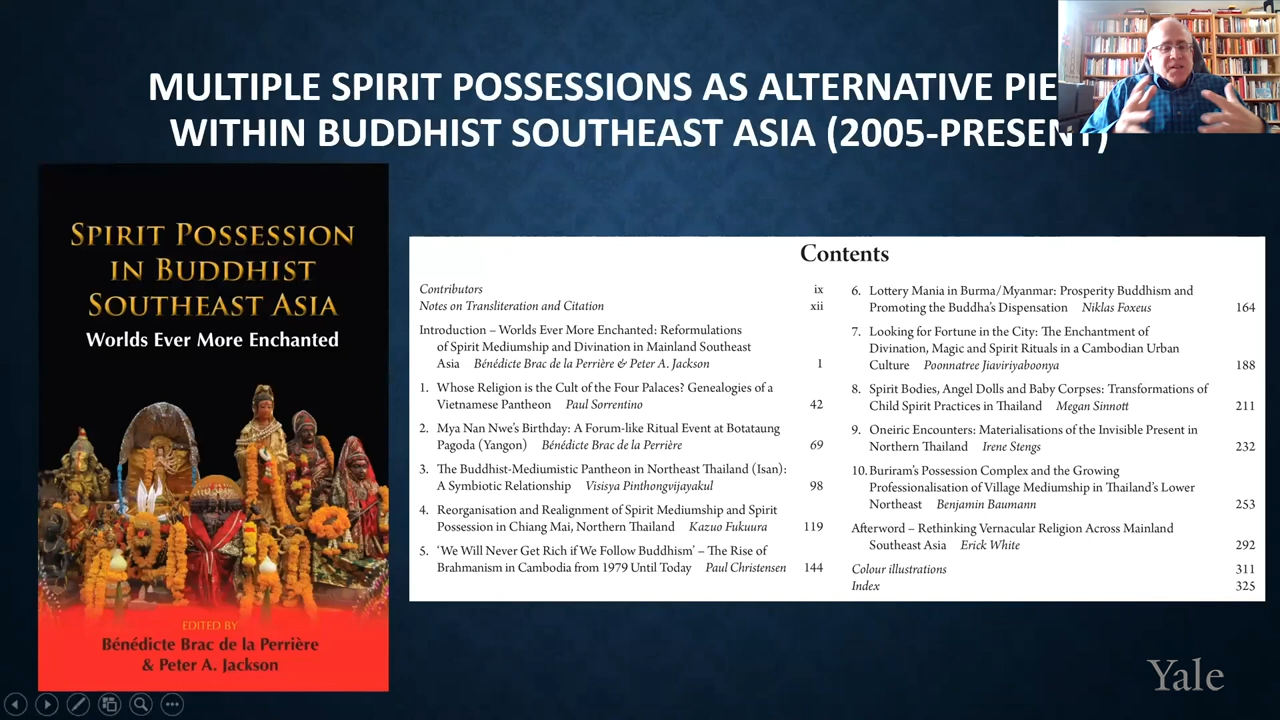 MULTIPLE SPIRIT POSSESSIONS AS ALTERNATIVE
WITHIN BUDDHIST SOUTHEAST ASIA (2005-PRESENT)
SPIRIT POSSESSION
IN BUDDHIST
SOUTHEAST ASIA
Worlds Ever More Enchanted
EDITED BY
Bénédicte Brac de la Perrière
& Peter A. Jackson
Contents
Contributors ix
Notes on Transliteration and Citation xii
Introduction – Worlds Ever More Enchanted: Reformulations
of Spirit Mediumship and Divination in Mainland Southeast
Asia Bénédicte Brac de la Perrière & Peter A. Jackson 1
1. Whose Religion is the Cult of the Four Palaces? Genealogies of a
Vietnamese Pantheon Paul Sorrentino 42
2. Mya Nan Nwe's Birthday: A Forum-like Ritual Event at Botataung
Pagoda (Yangon) Bénédicte Brac de la Perrière 69
3. The Buddhist-Mediumistic Pantheon in Northeast Thailand (Isan):
A Symbiotic Relationship Visisya Pinthongvijayakul 98
4. Reorganisation and Realignment of Spirit Mediumship and Spirit
Possession in Chiang Mai, Northern Thailand Kazuo Fukuura 119
5. 'We Will Never Get Rich if We Follow Buddhism' – The Rise of
Brahmanism in Cambodia from 1979 Until Today Paul Christensen 144
6. Lottery Mania in Burma/Myanmar: Prosperity Buddhism and
Promoting the Buddha's Dispensation Niklas Foxeus 164
7. Looking for Fortune in the City: The Enchantment of
Divination, Magic and Spirit Rituals in a Cambodian Urban
Culture Poonnatree Jiaviriyaboonya 188
8. Spirit Bodies, Angel Dolls and Baby Corpses: Transformations of
Child Spirit Practices in Thailand Megan Sinnott 211
9. Oneiric Encounters: Materialisations of the Invisible Present in
Northern Thailand Irene Stengs 232
10. Buriram's Possession Complex and the Growing
Professionalisation of Village Mediumship in Thailand's Lower
Northeast Benjamin Baumann 253
Afterword – Rethinking Vernacular Religion Across Mainland
Southeast Asia Erick White 292
Colour illustrations 311
Index 325
Yale